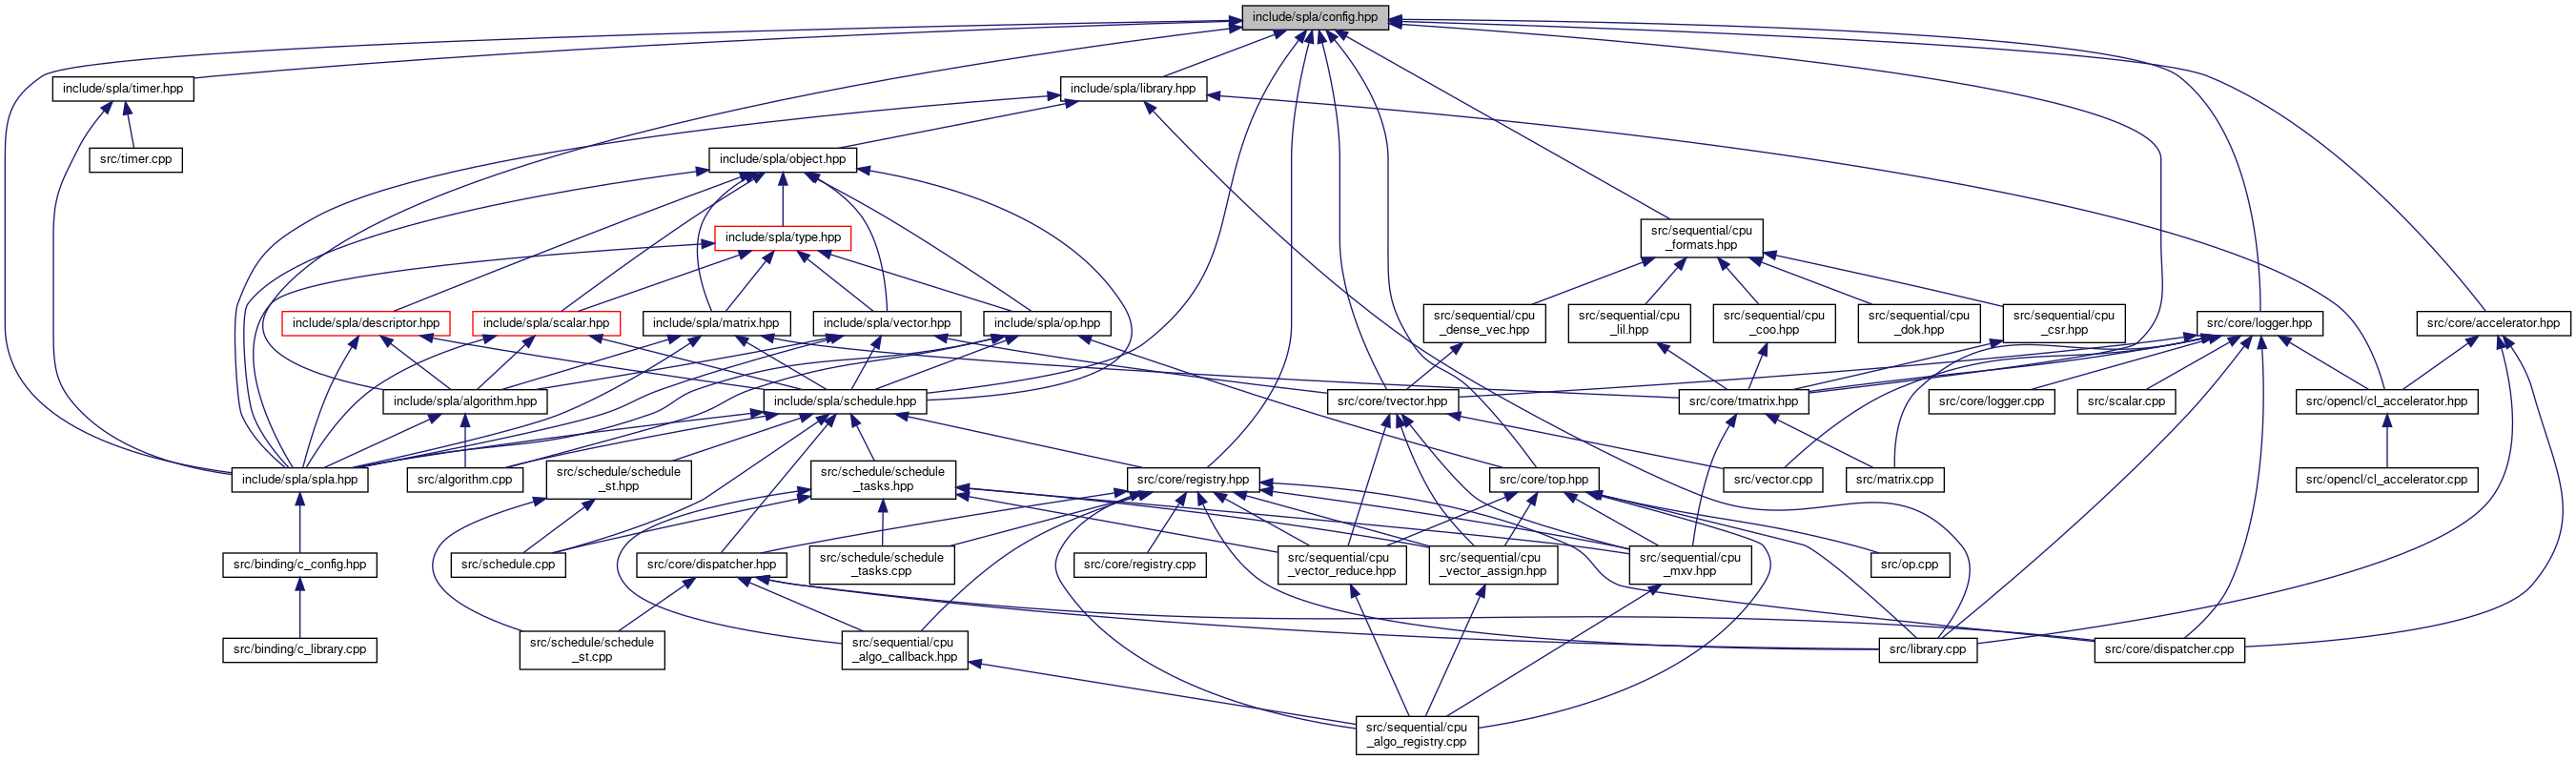 include/spla/config.hpp
include/spla/timer.hpp
include/spla/library.hpp
src/timer.cpp
include/spla/object.hpp
include/spla/type.hpp
src/sequential/cpu
_formats.hpp
include/spla/descriptor.hpp
include/spla/scalar.hpp
include/spla/matrix.hpp
include/spla/vector.hpp
include/spla/op.hpp
src/sequential/cpu
_dense_vec.hpp
src/sequential/cpu
_lil.hpp
src/sequential/cpu
_coo.hpp
src/sequential/cpu
_dok.hpp
src/sequential/cpu
_csr.hpp
src/core/logger.hpp
src/core/accelerator.hpp
include/spla/algorithm.hpp
include/spla/schedule.hpp
src/core/tvector.hpp
src/core/tmatrix.hpp
src/core/logger.cpp
src/scalar.cpp
src/opencl/cl_accelerator.hpp
include/spla/spla.hpp
src/algorithm.cpp
src/schedule/schedule
_st.hpp
src/schedule/schedule
_tasks.hpp
src/core/registry.hpp
src/core/top.hpp
src/vector.cpp
src/matrix.cpp
src/opencl/cl_accelerator.cpp
src/binding/c_config.hpp
src/schedule.cpp
src/core/dispatcher.hpp
src/schedule/schedule
_tasks.cpp
src/core/registry.cpp
src/sequential/cpu
_vector_reduce.hpp
src/sequential/cpu
_vector_assign.hpp
src/sequential/cpu
_mxv.hpp
src/op.cpp
src/binding/c_library.cpp
src/schedule/schedule
_st.cpp
src/sequential/cpu
_algo_callback.hpp
src/library.cpp
src/core/dispatcher.cpp
src/sequential/cpu
_algo_registry.cpp